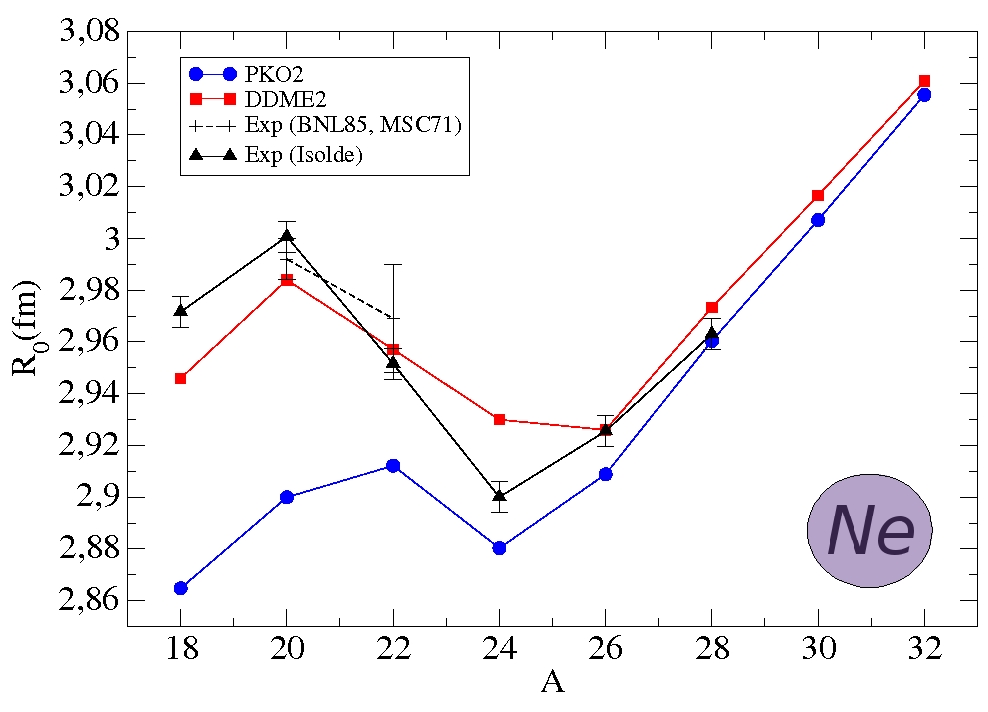 3,08
3,06
3,04
3,02
3
2,98
2,96
2,94
2,92
2,9
2,88
2,86
R0(fm)
PKO2
DDME2
Exp (BNL85, MSC71)
Exp (Isolde)
Ne
18 20 22 24 26 28 30 32
A